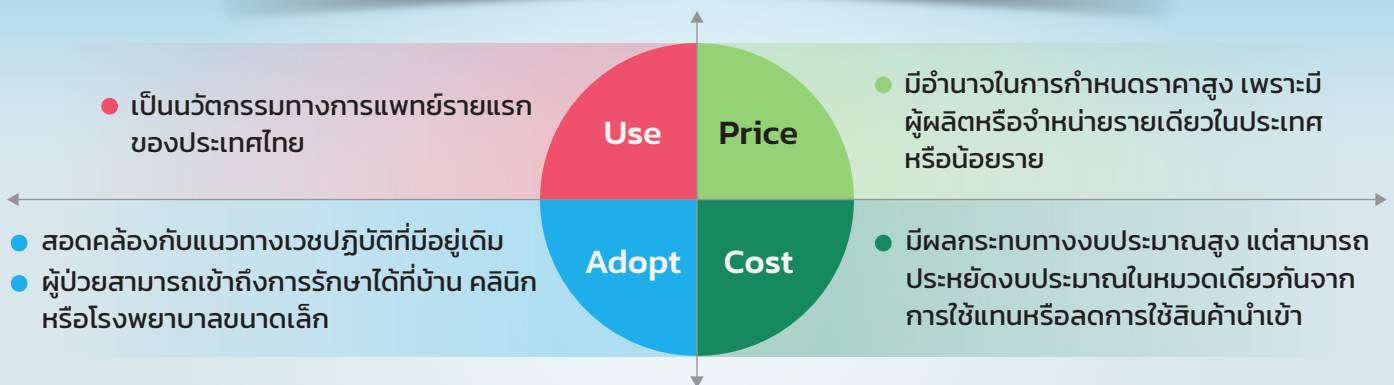 เป็นนวัตกรรมทางการแพทย์รายแรก
ของประเทศไทย
Use
Price
มีอำนาจในการกำหนดราคาสูง เพราะมี
ผู้ผลิตหรือจำหน่ายรายเดียวในประเทศ
หรือน้อยราย
สอดคล้องกับแนวทางเวชปฏิบัติที่มีอยู่เดิม
ผู้ป่วยสามารถเข้าถึงการรักษาได้ที่บ้าน คลินิก
หรือโรงพยาบาลขนาดเล็ก
Adopt
Cost
มีผลกระทบทางงบประมาณสูง แต่สามารถ
ประหยัดงบประมาณในหมวดเดียวกันจาก
การใช้แทนหรือลดการใช้สินค้านำเข้า